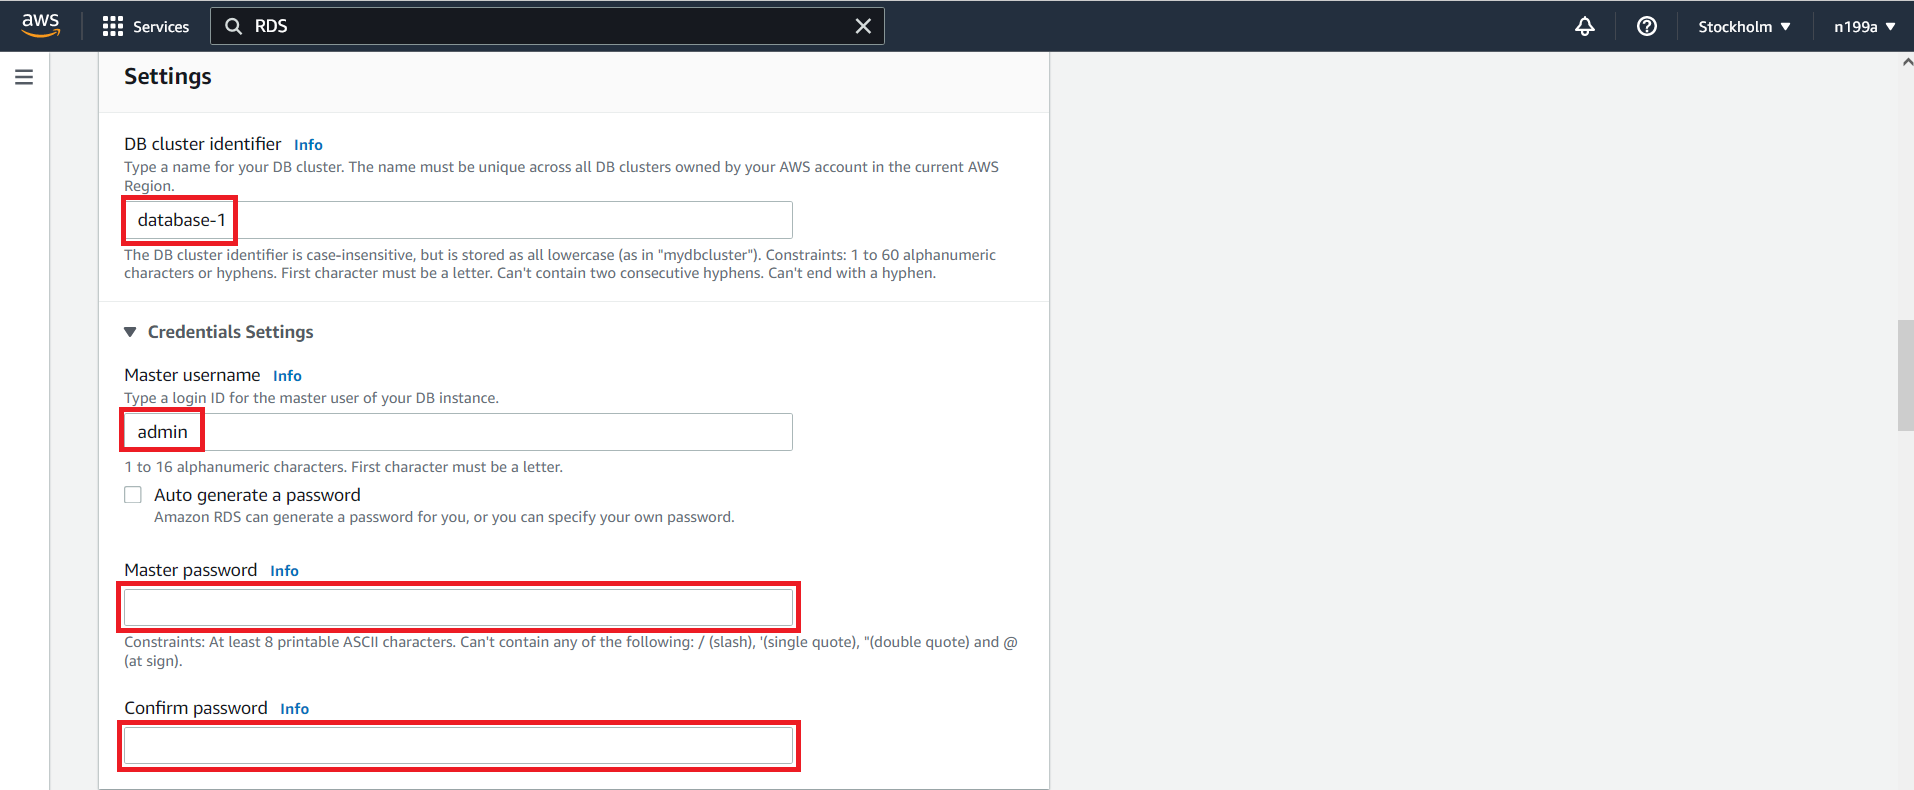 aws Services RDS Stockholm n199a
Settings
DB cluster identifier Info
Type a name for your DB cluster. The name must be unique across all DB clusters owned by your AWS account in the current AWS
Region.
database-1
The DB cluster identifier is case-insensitive, but is stored as all lowercase (as in "mydbcluster"). Constraints: 1 to 60 alphanumeric
characters or hyphens. First character must be a letter. Can't contain two consecutive hyphens. Can't end with a hyphen.
Credentials Settings
Master username Info
Type a login ID for the master user of your DB instance.
admin
1 to 16 alphanumeric characters. First character must be a letter.
Auto generate a password
Amazon RDS can generate a password for you, or you can specify your own password.
Master password Info
Constraints: At least 8 printable ASCII characters. Can't contain any of the following: / (slash), '(single quote), "(double quote) and @
(at sign).
Confirm password Info